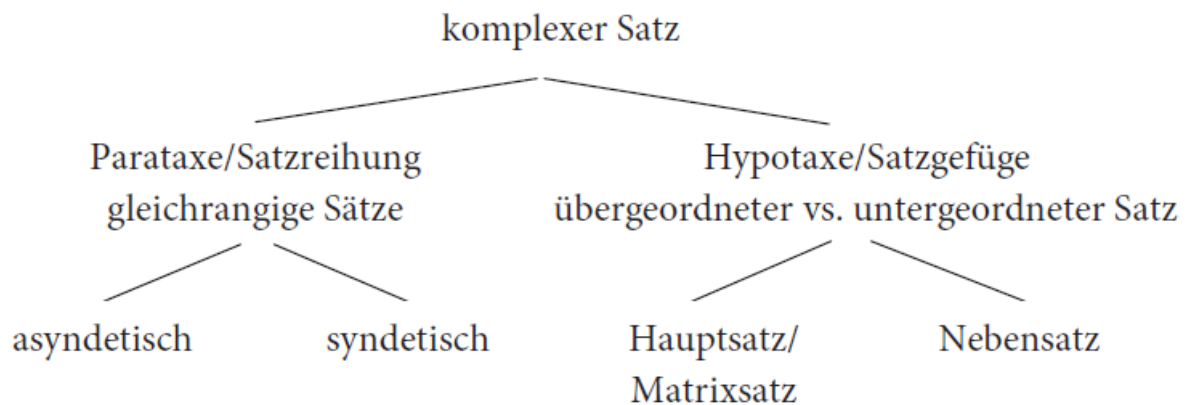 komplexer Satz
Parataxe/Satzreihung
gleichrangige Sätze
Hypotaxe/Satzgefüge
übergeordneter vs. untergeordneter Satz
asyndetisch
syndetisch
Hauptsatz/
Matrixsatz
Nebensatz